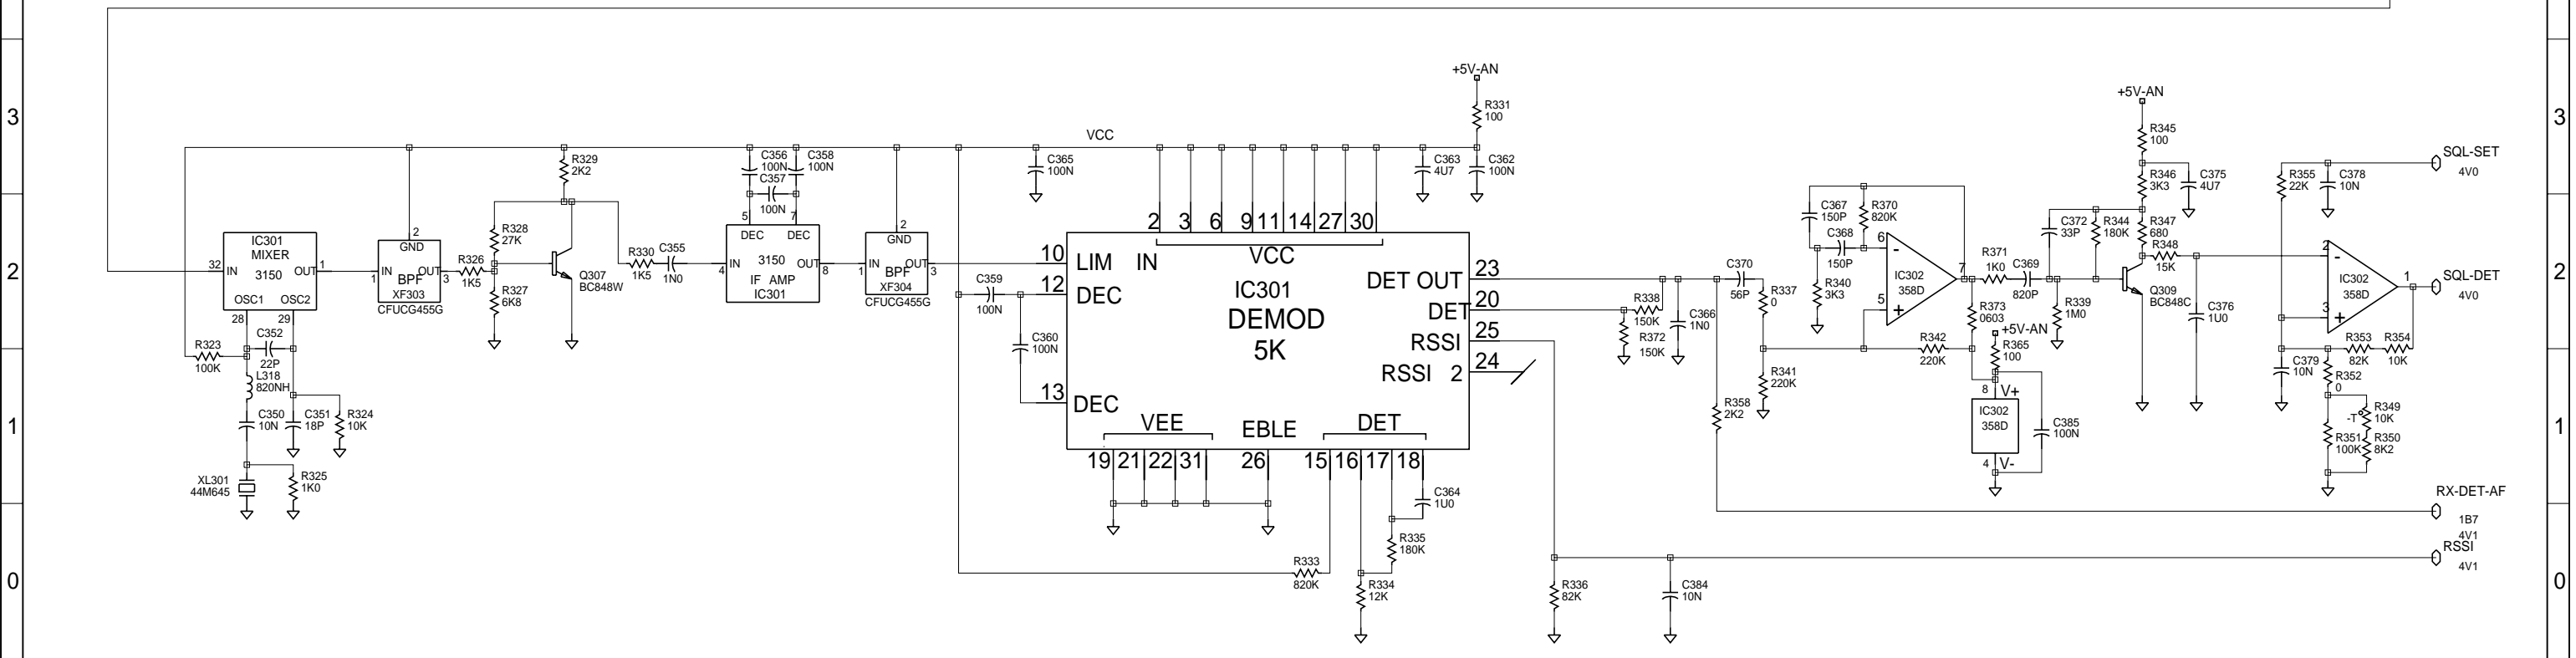 +5V-AN
R331
100
VCC
3
3
R329
2K2
C356
100N
C358
100N
C357
100N
C365
100N
C363
4U7
C362
100N
+5V-AN
R345
100
R346
3K3
C375
4U7
R355
22K
C378
10N
SQL-SET
4V0
2
2
IC301
MIXER
3150
32
IN
OUT
1
OSC1
OSC2
28
29
2
GND
IN
OUT
1
BPF
3
XF303
CFUCG455G
R326
1K5
R328
27K
R327
6K8
Q307
BC848W
R330
1K5
C355
1N0
5
7
DEC
DEC
IN
OUT
4
8
3150
IF AMP
IC301
2
GND
IN
OUT
1
BPF
3
XF304
CFUCG455G
C359
100N
C360
100N
2
3
6
9
11
14
27
30
VCC
10
LIM IN
12
DEC
13
DEC
IC301
DEMOD
5K
DET OUT
23
DET
20
RSSI
25
RSSI 2
24
VEE
EBLE
DET
19
21
22
31
26
15
16
17
18
R338
150K
R372
150K
C366
1N0
C370
56P
R337
0
C367
150P
C368
150P
R370
820K
R340
3K3
6
-
5
+
7
IC302
358D
R371
1K0
C369
820P
R373
0603
R342
220K
R341
220K
R358
2K2
+5V-AN
R365
100
8
V+
IC302
358D
4
V-
C385
100N
R339
1M0
C372
33P
R344
180K
R347
680
R348
15K
Q309
BC848C
C376
1U0
2
-
3
+
IC302
358D
1
SQL-DET
4V0
C379
10N
R353
82K
R354
10K
R352
0
-T°
R349
10K
R351
100K
R350
8K2
1
1
R323
100K
C352
22P
L318
820NH
C350
10N
C351
18P
R324
10K
XL301
44M645
R325
1K0
C364
1U0
R335
180K
R333
820K
R334
12K
R336
82K
C384
10N
RX-DET-AF
1B7
4V1
RSSI
4V1
0
0